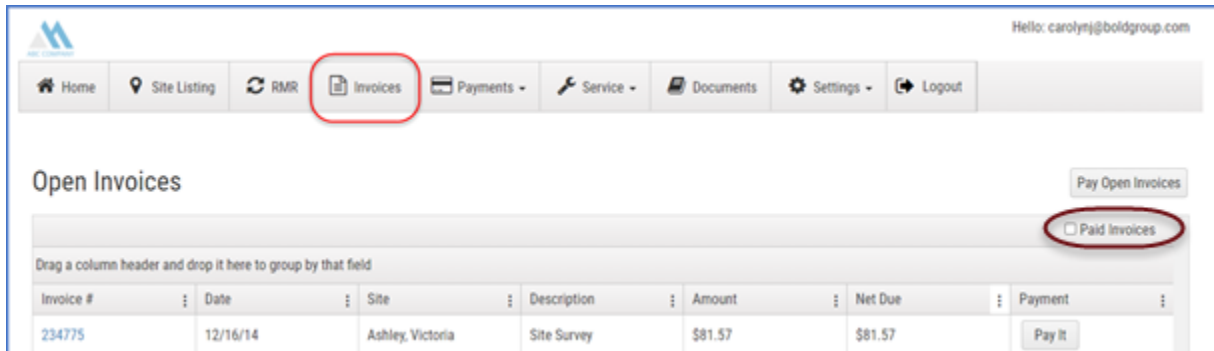 Hello: carolynj@boldgroup.com
ABC COMPANY
Home Site Listing RMR Invoices Payments Service Documents Settings Logout
Open Invoices
Pay Open Invoices
Paid Invoices
Drag a column header and drop it here to group by that field
Invoice # Date Site Description Amount Net Due Payment
234775 12/16/14 Ashley, Victoria Site Survey $81.57 $81.57 Pay It